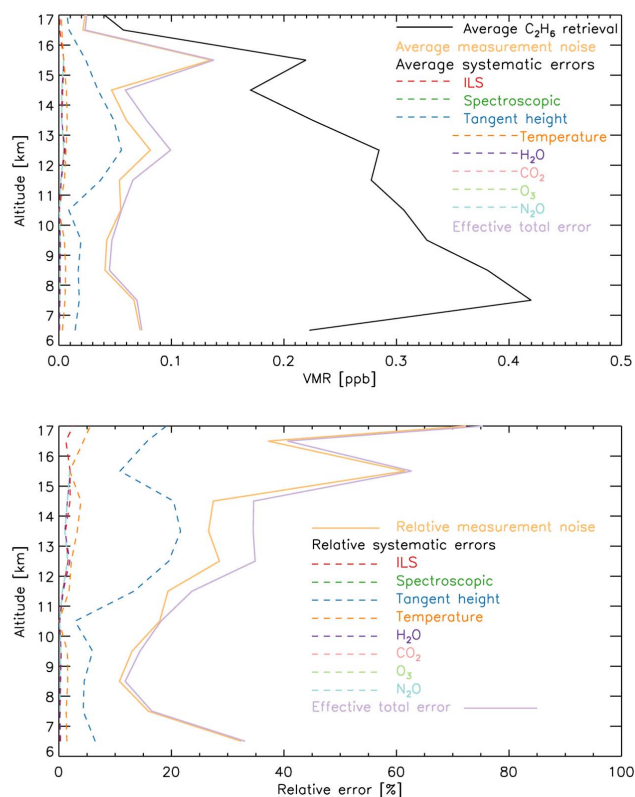 17
16
15
14
13
12
11
10
9
8
7
6
Altitude [km]
0.0 0.1 0.2 0.3 0.4 0.5
VMR [ppb]
Average C₂H₆ retrieval
Average measurement noise
Average systematic errors
ILS
Spectroscopic
Tangent height
Temperature
H₂O
CO₂
O₃
N₂O
Effective total error
17
16
15
14
13
12
11
10
9
8
7
6
Altitude [km]
0 20 40 60 80 100
Relative error [%]
Relative measurement noise
Relative systematic errors
ILS
Spectroscopic
Tangent height
Temperature
H₂O
CO₂
O₃
N₂O
Effective total error